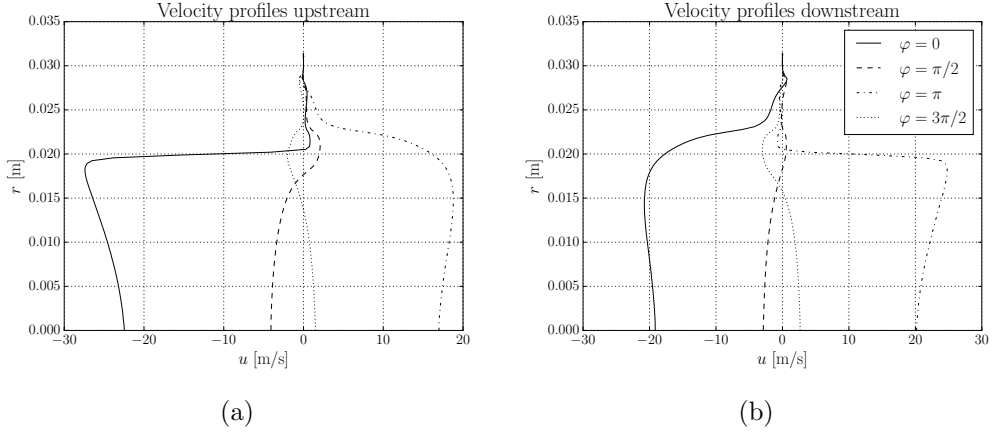 Velocity profiles upstream
0.035
0.030
0.025
0.020
0.015
0.010
0.005
0.000
r [m]
−30 −20 −10 0 10 20
u [m/s]
(a)
Velocity profiles downstream
φ = 0
φ = π/2
φ = π
φ = 3π/2
0.035
0.030
0.025
0.020
0.015
0.010
0.005
0.000
r [m]
−30 −20 −10 0 10 20 30
u [m/s]
(b)